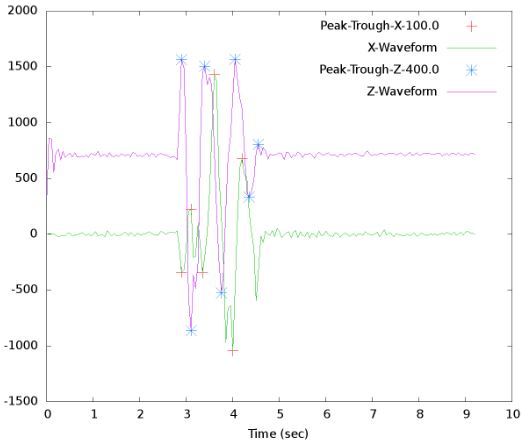 2000
1500
1000
500
0
-500
-1000
-1500
Peak-Trough-X-100.0
X-Waveform
Peak-Trough-Z-400.0
Z-Waveform
0 1 2 3 4 5 6 7 8 9 10
Time (sec)